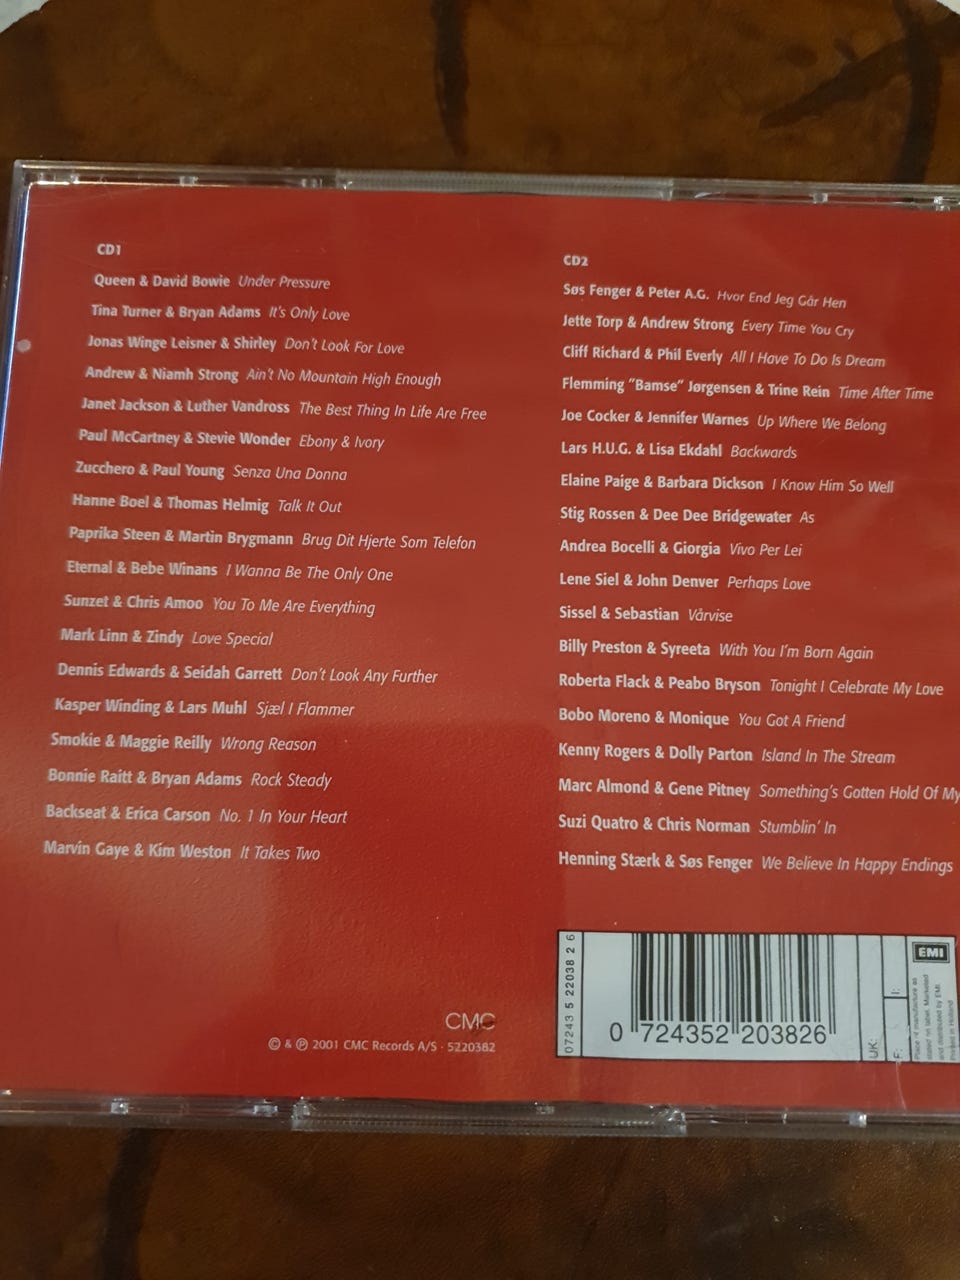 CD1
Queen & David Bowie Under Pressure
Tina Turner & Bryan Adams It's Only Love
Jonas Winge Leisner & Shirley Don't Look For Love
Andrew & Niamh Strong Ain't No Mountain High Enough
Janet Jackson & Luther Vandross The Best Thing In Life Are Free
Paul McCartney & Stevie Wonder Ebony & Ivory
Zucchero & Paul Young Senza Una Donna
Hanne Boel & Thomas Helmig Talk It Out
Paprika Steen & Martin Brygmann Brug Dit Hjerte Som Telefon
Eternal & Bebe Winans I Wanna Be The Only One
Sunzet & Chris Amoo You To Me Are Everything
Mark Linn & Zindy Love Special
Dennis Edwards & Seidah Garrett Don't Look Any Further
Kasper Winding & Lars Muhl Sjæl I Flammer
Smokie & Maggie Reilly Wrong Reason
Bonnie Raitt & Bryan Adams Rock Steady
Backseat & Erica Carson No. 1 In Your Heart
Marvin Gaye & Kim Weston It Takes Two
CD2
Søs Fenger & Peter A.G. Hvor End Jeg Går Hen
Jette Torp & Andrew Strong Every Time You Cry
Cliff Richard & Phil Everly All I Have To Do Is Dream
Flemming "Bamse" Jørgensen & Trine Rein Time After Time
Joe Cocker & Jennifer Warnes Up Where We Belong
Lars H.U.G. & Lisa Ekdahl Backwards
Elaine Paige & Barbara Dickson I Know Him So Well
Stig Rossen & Dee Dee Bridgewater As
Andrea Bocelli & Giorgia Vivo Per Lei
Lene Siel & John Denver Perhaps Love
Sissel & Sebastian Vårvise
Billy Preston & Syreeta With You I'm Born Again
Roberta Flack & Peabo Bryson Tonight I Celebrate My Love
Bobo Moreno & Monique You Got A Friend
Kenny Rogers & Dolly Parton Island In The Stream
Marc Almond & Gene Pitney Something's Gotten Hold Of My
Suzi Quatro & Chris Norman Stumblin' In
Henning Stærk & Søs Fenger We Believe In Happy Endings
CMC
© & ℗ 2001 CMC Records A/S · 5220382
07243 5 22038 2 6
0 724352 203826
UK:
F:
I:
EMI
manufacture as
stated on label. Marketed
and distributed by EMI
Printed in Holland